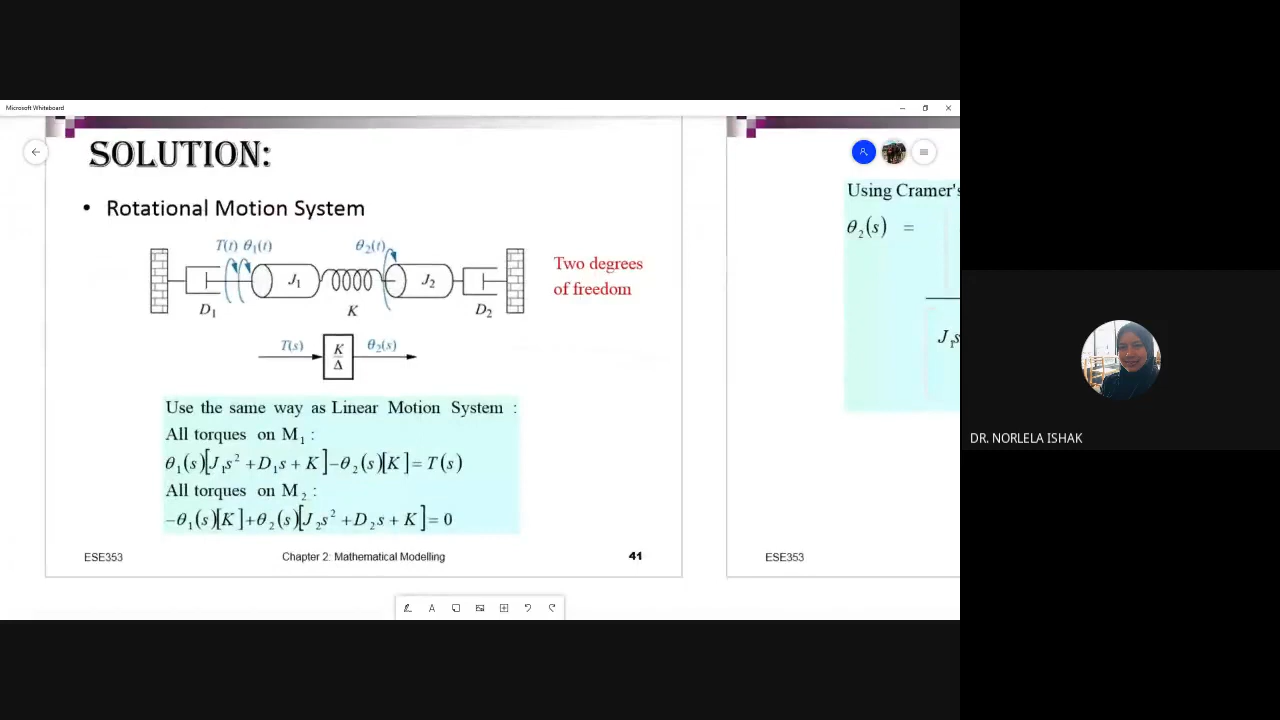 Microsoft Whiteboard
SOLUTION:
• Rotational Motion System
T(t) θ₁(t) θ₂(t)
J₁ J₂
D₁ K D₂
Two degrees
of freedom
T(s) K/Δ θ₂(s)
Use the same way as Linear Motion System :
All torques on M₁ :
θ₁(s)[J₁s² + D₁s + K] − θ₂(s)[K] = T(s)
All torques on M₂ :
−θ₁(s)[K] + θ₂(s)[J₂s² + D₂s + K] = 0
ESE353 Chapter 2: Mathematical Modelling 41
Using Cramer's
θ₂(s) =
J₁s
ESE353
DR. NORLELA ISHAK